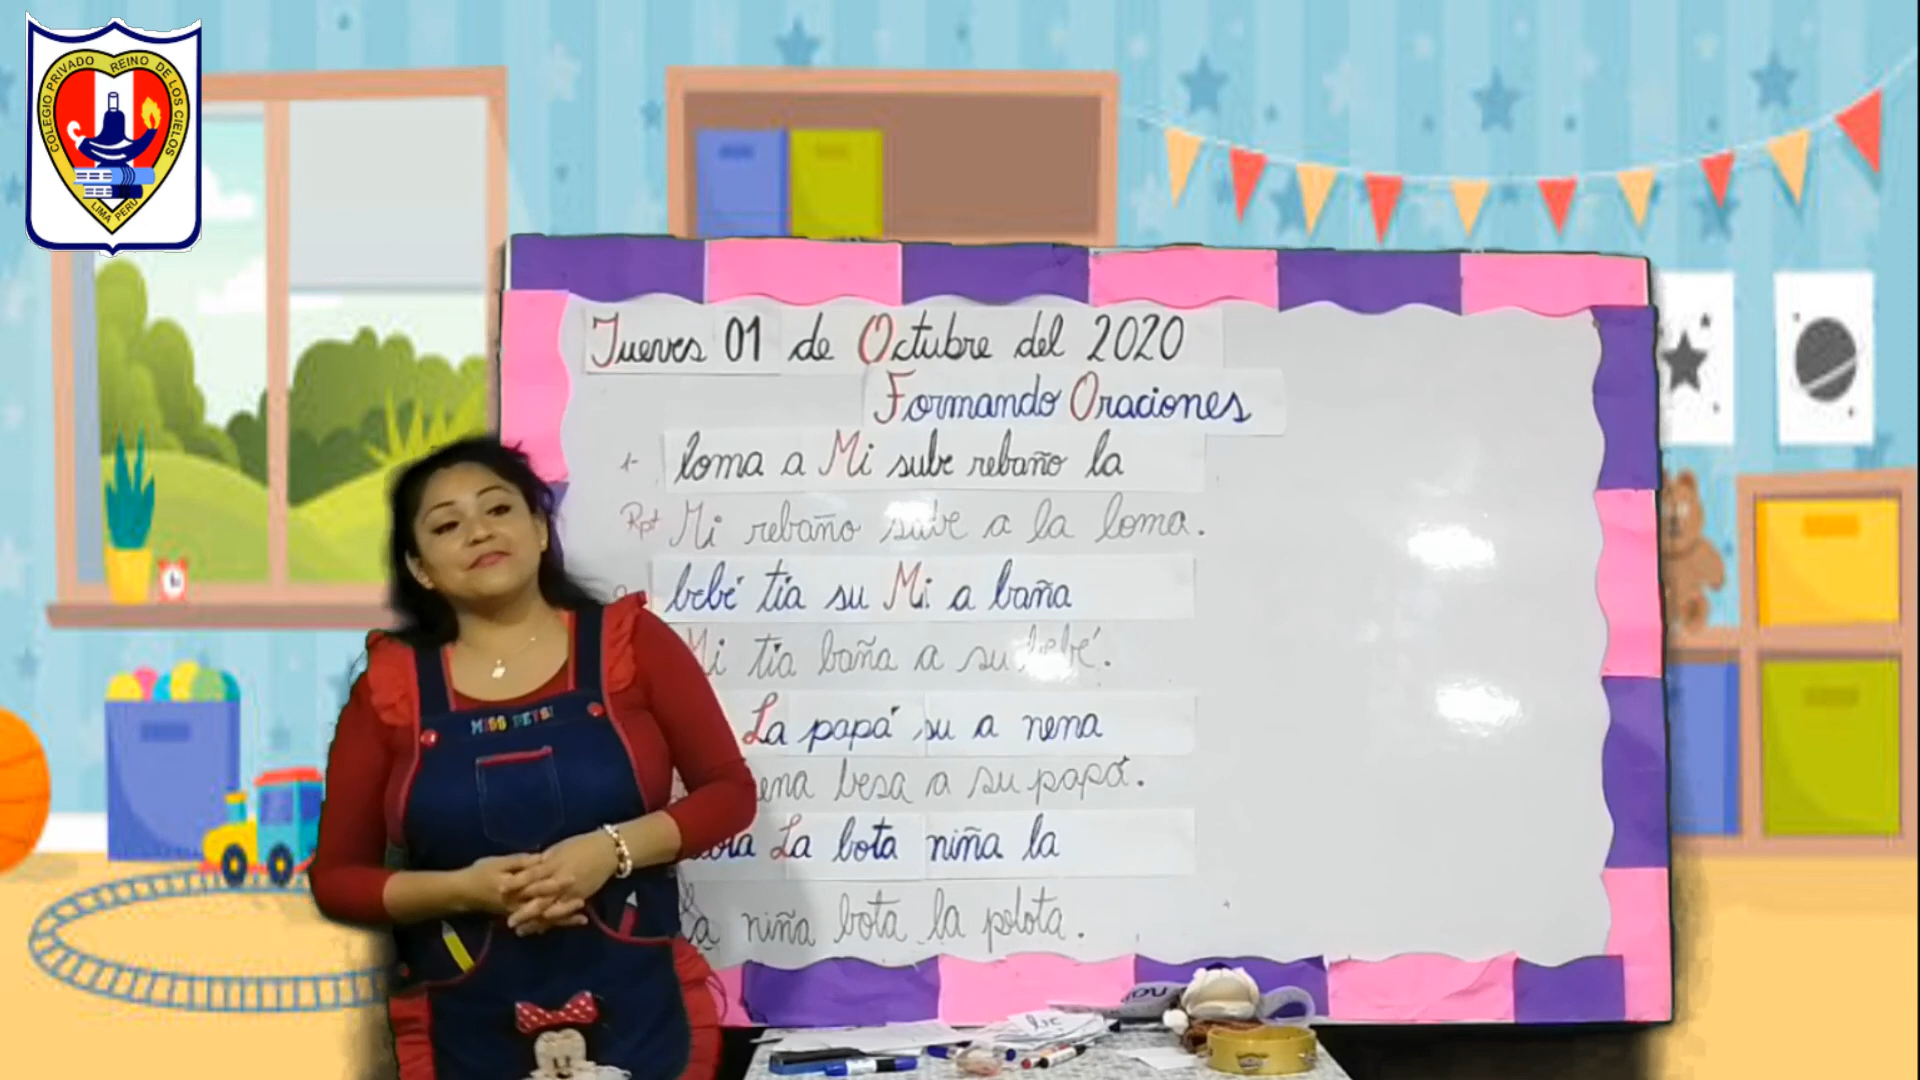 COLEGIO PRIVADO REINO DE LOS CIELOS
LIMA PERÚ
Jueves 01 de Octubre del 2020
Formando Oraciones
1- loma a Mi sube rebaño la
Rpt Mi rebaño sube a la loma.
bebé tía su Mi a baña
Mi tía baña a su bebé.
La papá su a nena
besa a su papá.
La bota niña la
La niña bota la pelota.
MISS